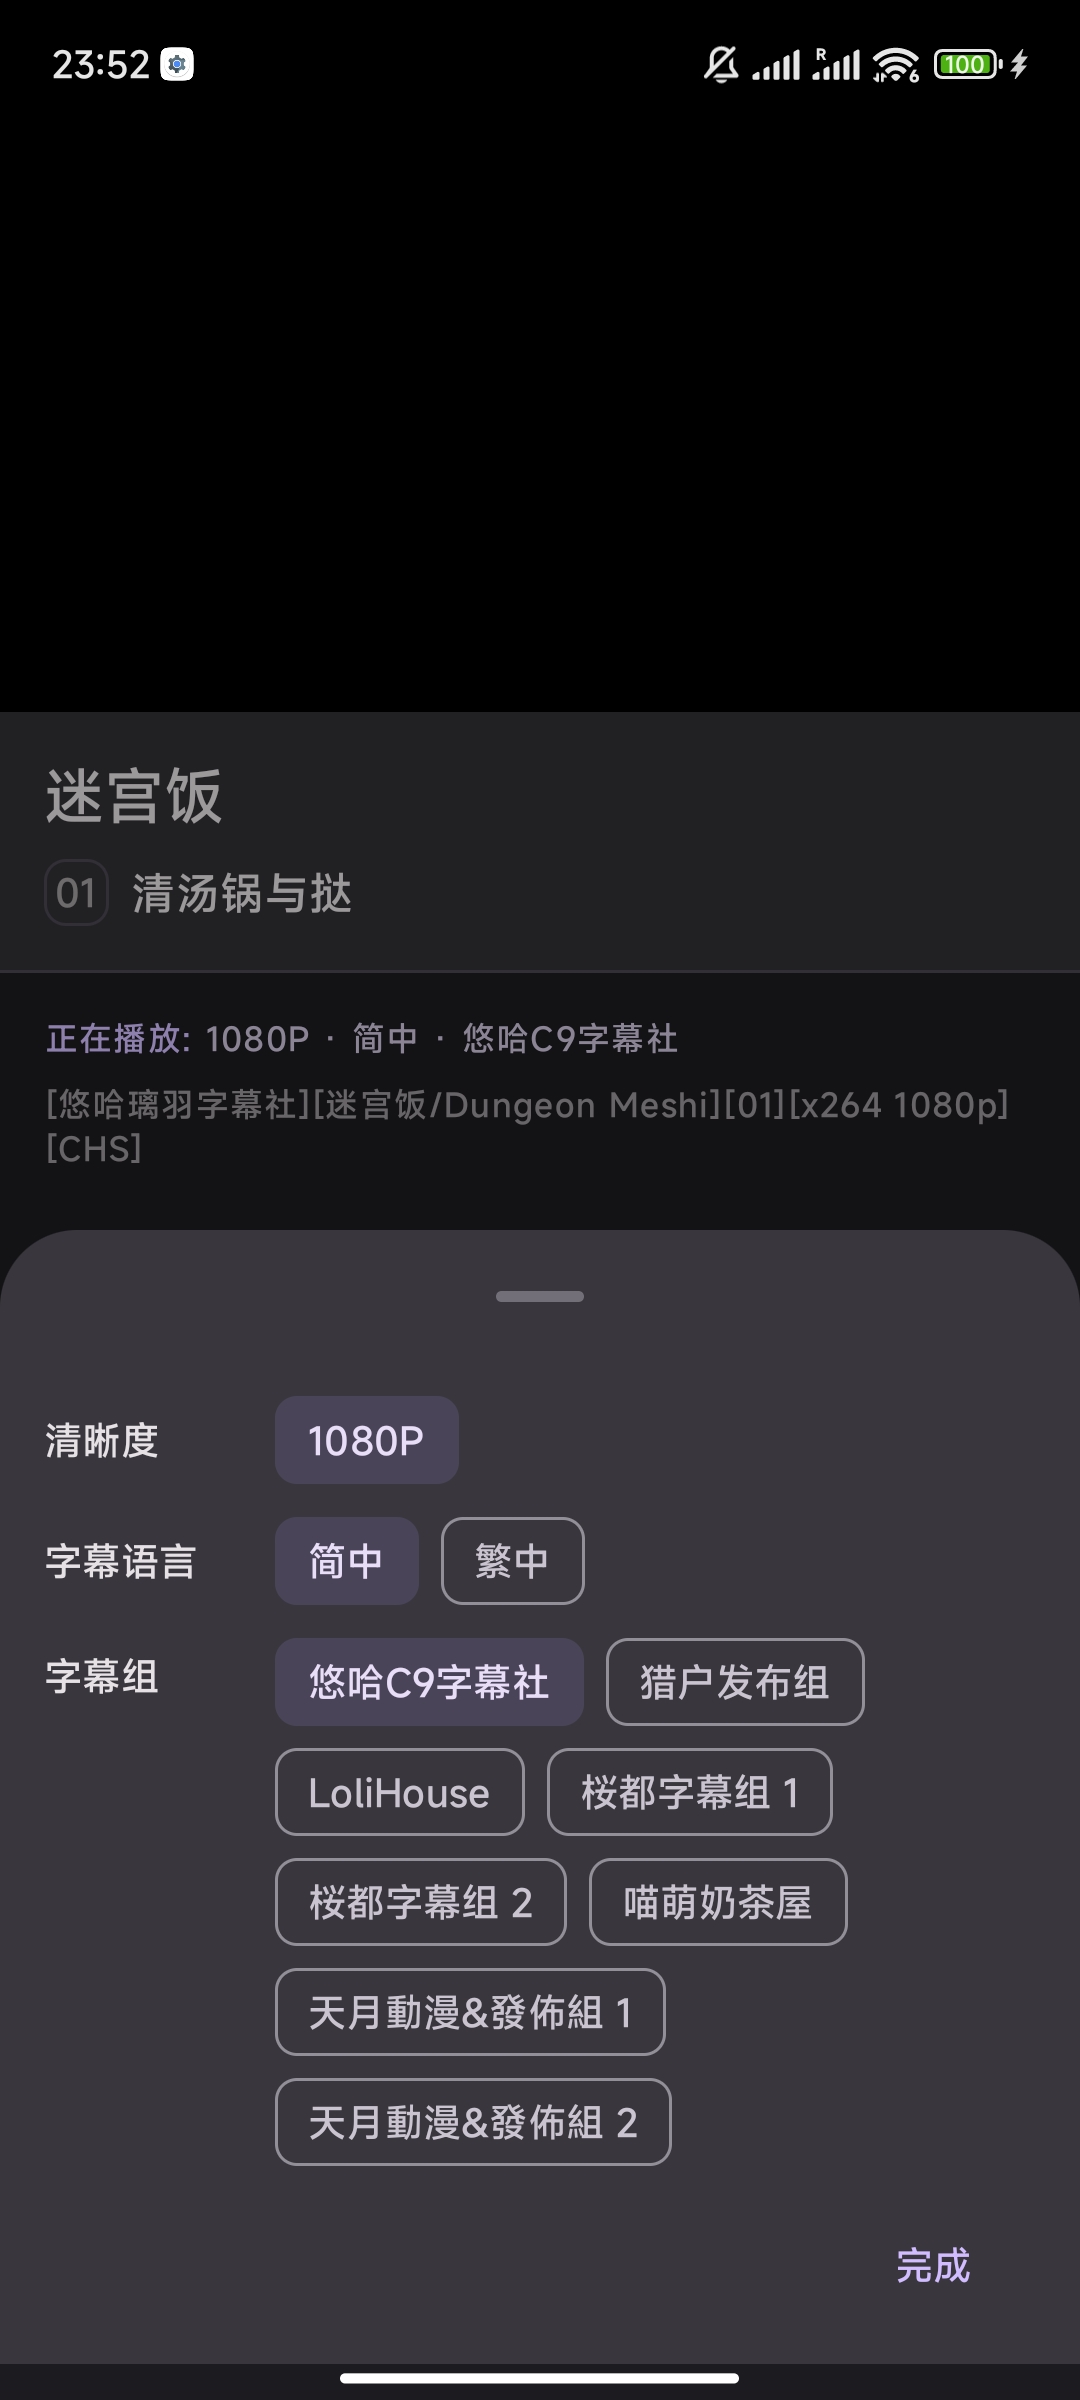 23:52
R
6
100
迷宫饭
01 清汤锅与挞
正在播放: 1080P · 简中 · 悠哈C9字幕社
[悠哈璃羽字幕社][迷宫饭/Dungeon Meshi][01][x264 1080p]
[CHS]
清晰度 1080P
字幕语言 简中 繁中
字幕组 悠哈C9字幕社 猎户发布组
LoliHouse 桜都字幕组 1
桜都字幕组 2 喵萌奶茶屋
天月動漫&發佈組 1
天月動漫&發佈組 2
完成